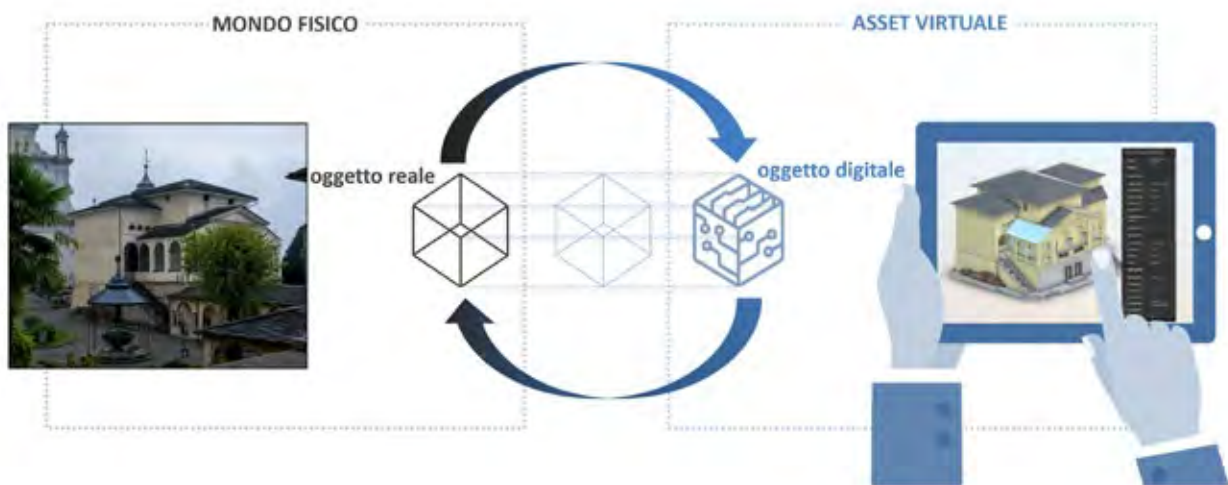 MONDO FISICO
ASSET VIRTUALE
oggetto reale
oggetto digitale